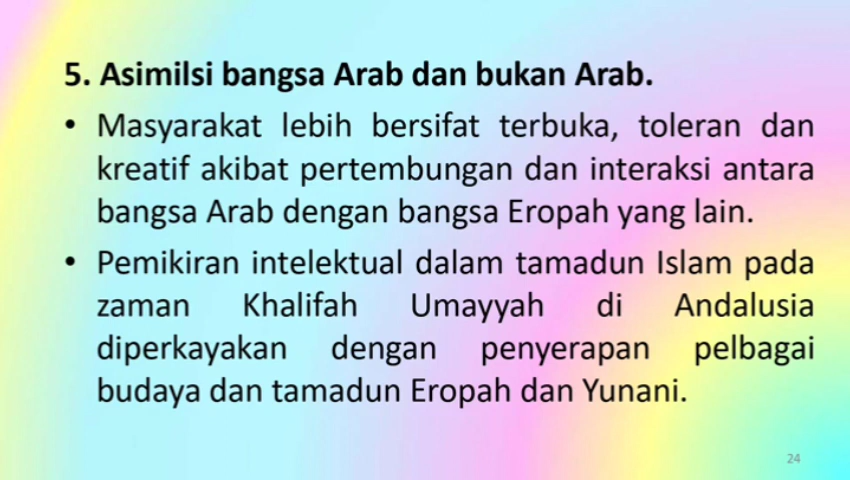 5. Asimilsi bangsa Arab dan bukan Arab.
• Masyarakat lebih bersifat terbuka, toleran dan
kreatif akibat pertembungan dan interaksi antara
bangsa Arab dengan bangsa Eropah yang lain.
• Pemikiran intelektual dalam tamadun Islam pada
zaman Khalifah Umayyah di Andalusia
diperkayakan dengan penyerapan pelbagai
budaya dan tamadun Eropah dan Yunani.
24